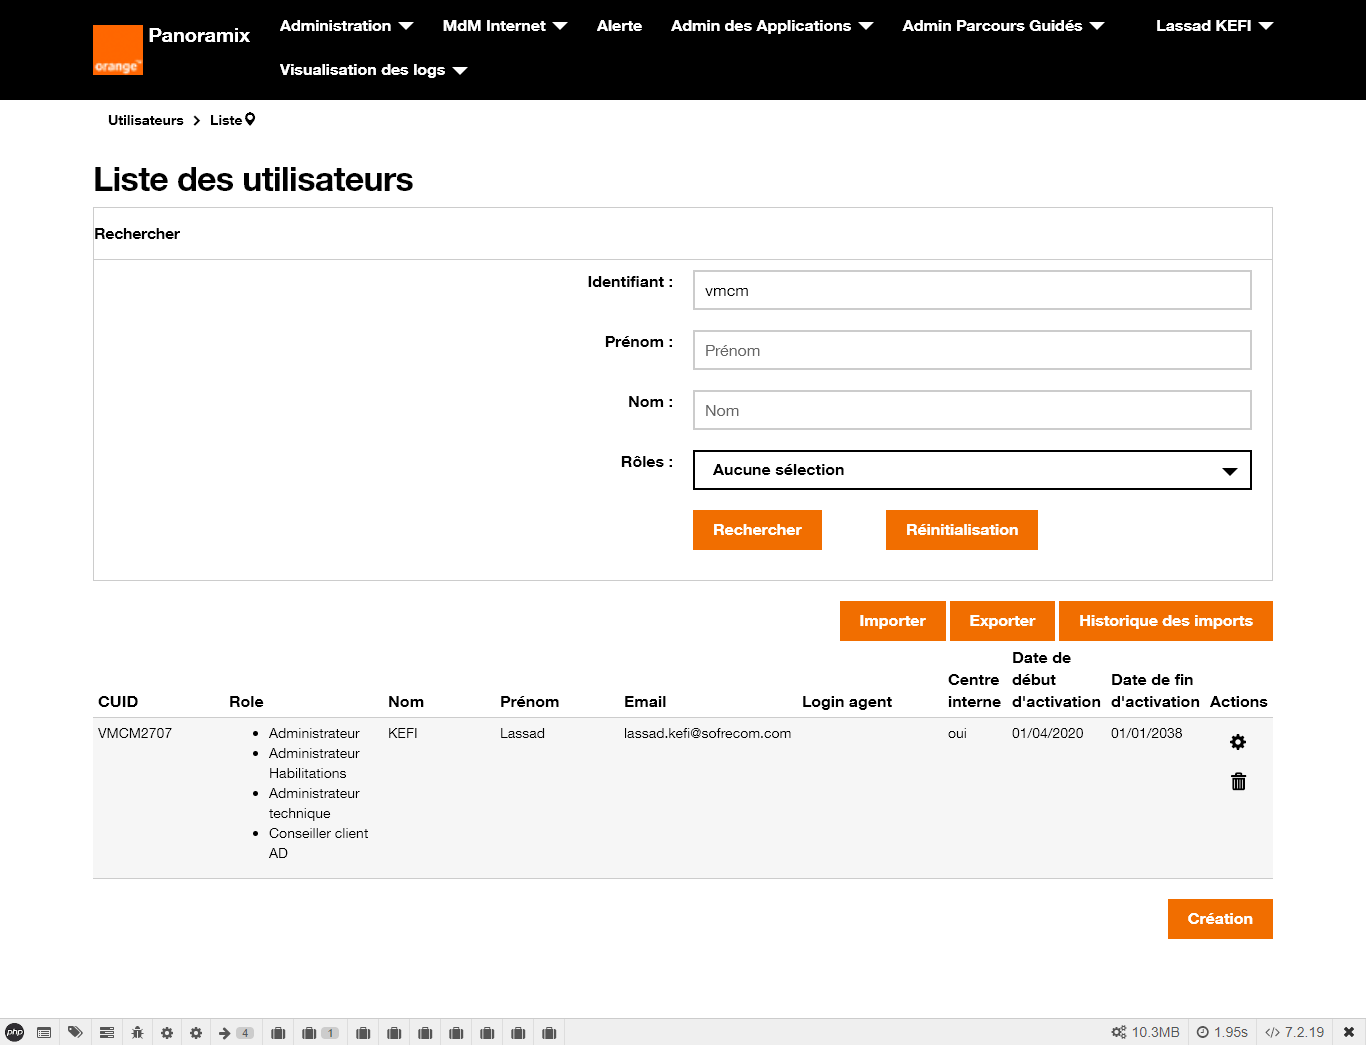 orange™
Panoramix
Administration
MdM Internet
Alerte
Admin des Applications
Admin Parcours Guidés
Lassad KEFI
Visualisation des logs
Utilisateurs
Liste
Liste des utilisateurs
Rechercher
Identifiant :
vmcm
Prénom :
Prénom
Nom :
Nom
Rôles :
Aucune sélection
Rechercher
Réinitialisation
Importer
Exporter
Historique des imports
CUID
Role
Nom
Prénom
Email
Login agent
Centre
interne
Date de
début
d'activation
Date de fin
d'activation
Actions
VMCM2707
Administrateur
Administrateur
Habilitations
Administrateur
technique
Conseiller client
AD
KEFI
Lassad
lassad.kefi@sofrecom.com
oui
01/04/2020
01/01/2038
Création
php
4
1
10.3MB
1.95s
</> 7.2.19